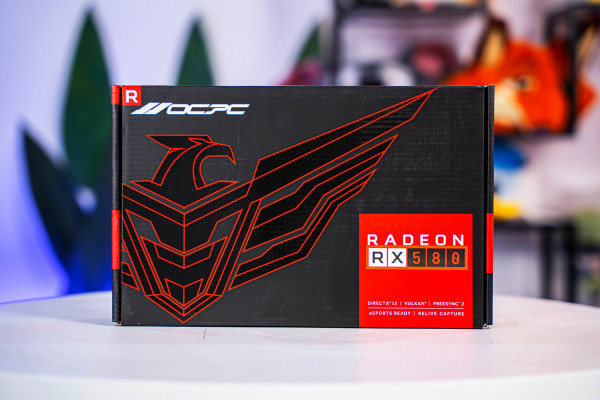 R
OCPC
RADEON
RX 580
DIRECTX®12 | VULKAN® | FREESYNC™2
eSPORTS READY | RELIVE CAPTURE